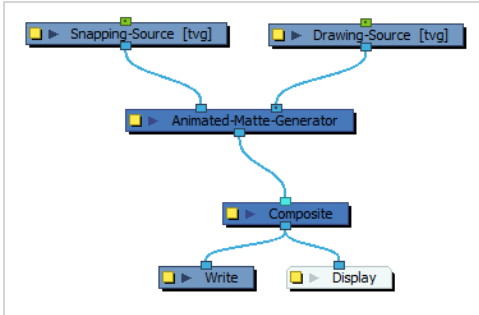 Snapping-Source [tvg]
Drawing-Source [tvg]
Animated-Matte-Generator
Composite
Write
Display